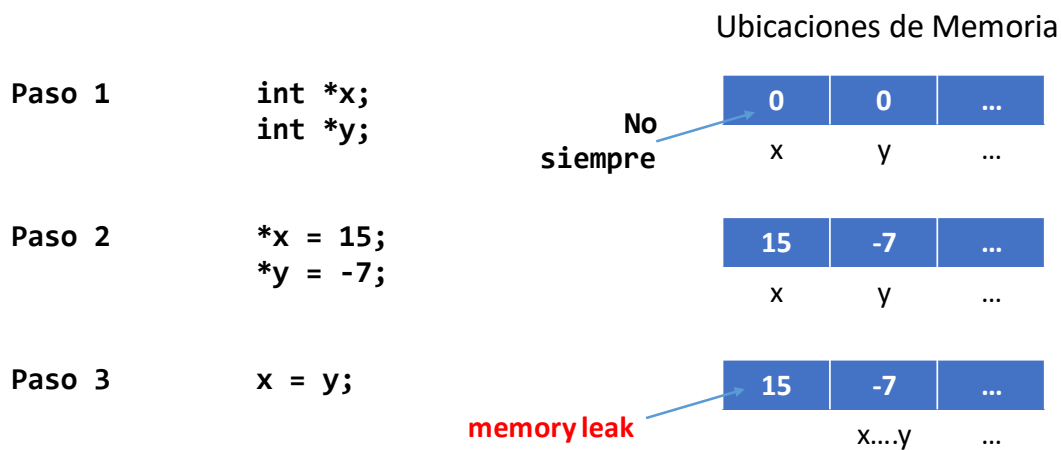 Ubicaciones de Memoria
Paso 1 int *x;
int *y;
No
siempre
0 0 ...
x y ...
Paso 2 *x = 15;
*y = -7;
15 -7 ...
x y ...
Paso 3 x = y;
15 -7 ...
memory leak
x....y ...